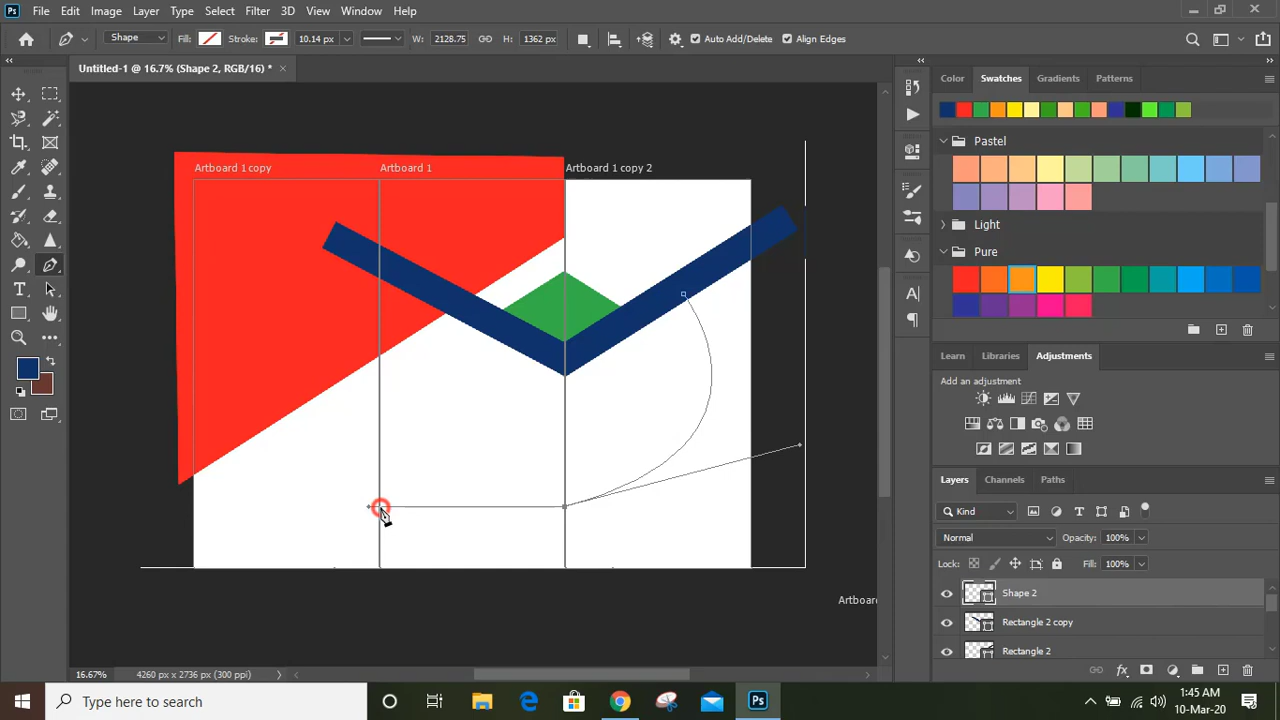 Ps File Edit Image Layer Type Select Filter 3D View Window Help
Shape Fill: Stroke: 10.14 px W: 2128.75 H: 1362 px Auto Add/Delete Align Edges
Untitled-1 @ 16.7% (Shape 2, RGB/16) *
Color Swatches Gradients Patterns
Pastel
Light
Pure
Artboard 1 copy Artboard 1 Artboard 1 copy 2
Artboar
Learn Libraries Adjustments
Add an adjustment
Layers Channels Paths
Kind
Normal Opacity: 100%
Lock: Fill: 100%
Shape 2
Rectangle 2 copy
Rectangle 2
16.67% 4260 px x 2736 px (300 ppi)
Type here to search
Ps
1:45 AM
10-Mar-20